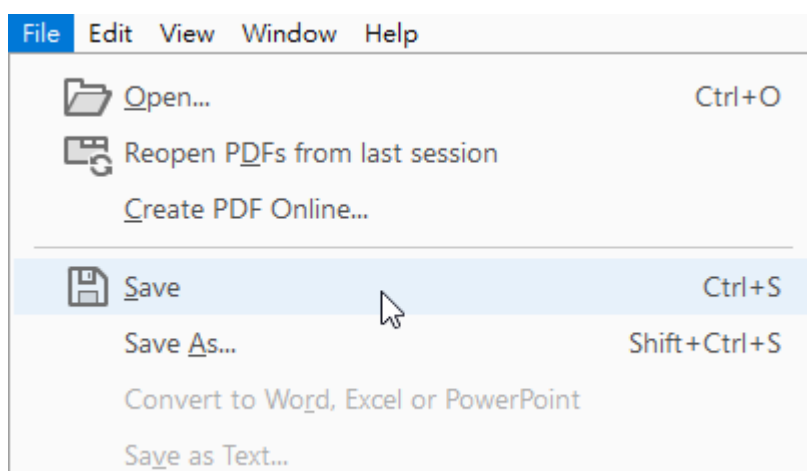 File Edit View Window Help
Open... Ctrl+O
Reopen PDFs from last session
Create PDF Online...
Save Ctrl+S
Save As... Shift+Ctrl+S
Convert to Word, Excel or PowerPoint
Save as Text...